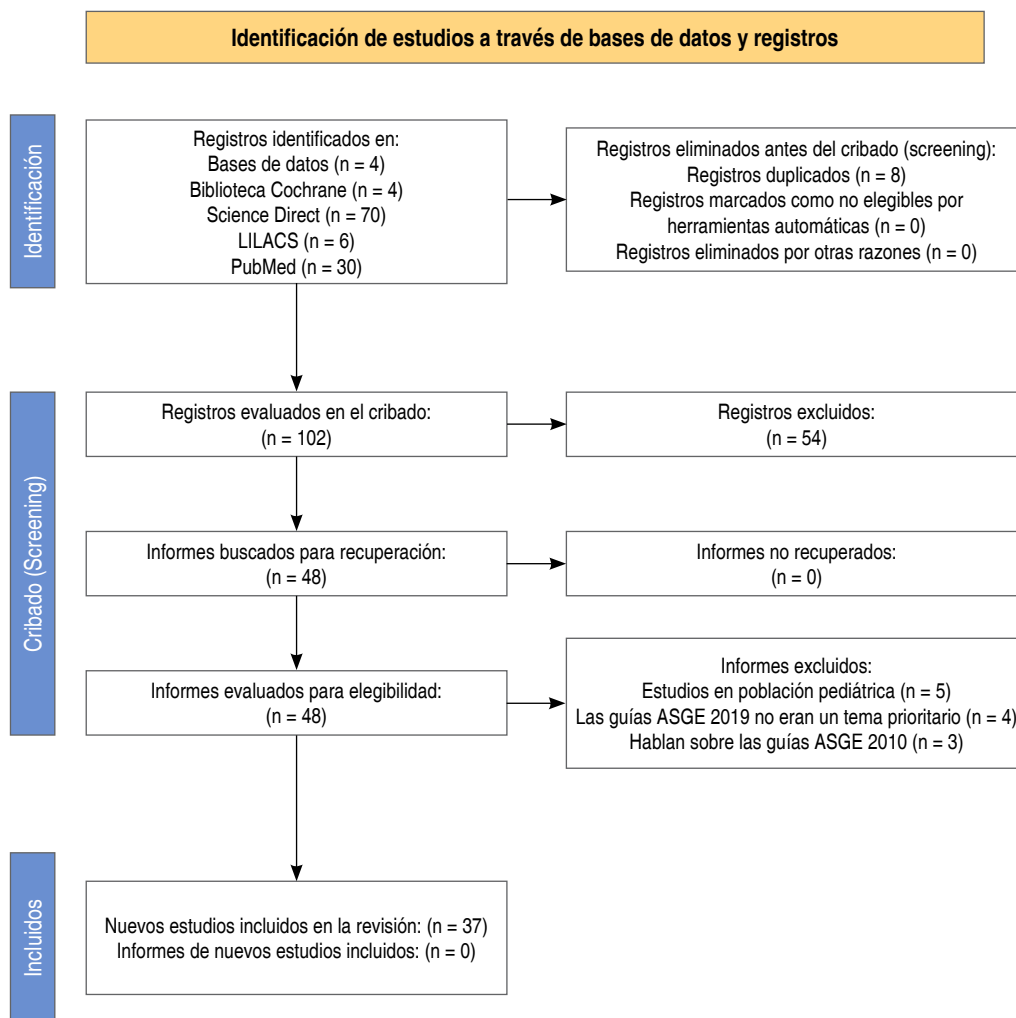 Identificación de estudios a través de bases de datos y registros
Identificación
Registros identificados en:
Bases de datos (n = 4)
Biblioteca Cochrane (n = 4)
Science Direct (n = 70)
LILACS (n = 6)
PubMed (n = 30)
Registros eliminados antes del cribado (screening):
Registros duplicados (n = 8)
Registros marcados como no elegibles por
herramientas automáticas (n = 0)
Registros eliminados por otras razones (n = 0)
Cribado (Screening)
Registros evaluados en el cribado:
(n = 102)
Registros excluidos:
(n = 54)
Informes buscados para recuperación:
(n = 48)
Informes no recuperados:
(n = 0)
Informes evaluados para elegibilidad:
(n = 48)
Informes excluidos:
Estudios en población pediátrica (n = 5)
Las guías ASGE 2019 no eran un tema prioritario (n = 4)
Hablan sobre las guías ASGE 2010 (n = 3)
Incluidos
Nuevos estudios incluidos en la revisión: (n = 37)
Informes de nuevos estudios incluidos: (n = 0)